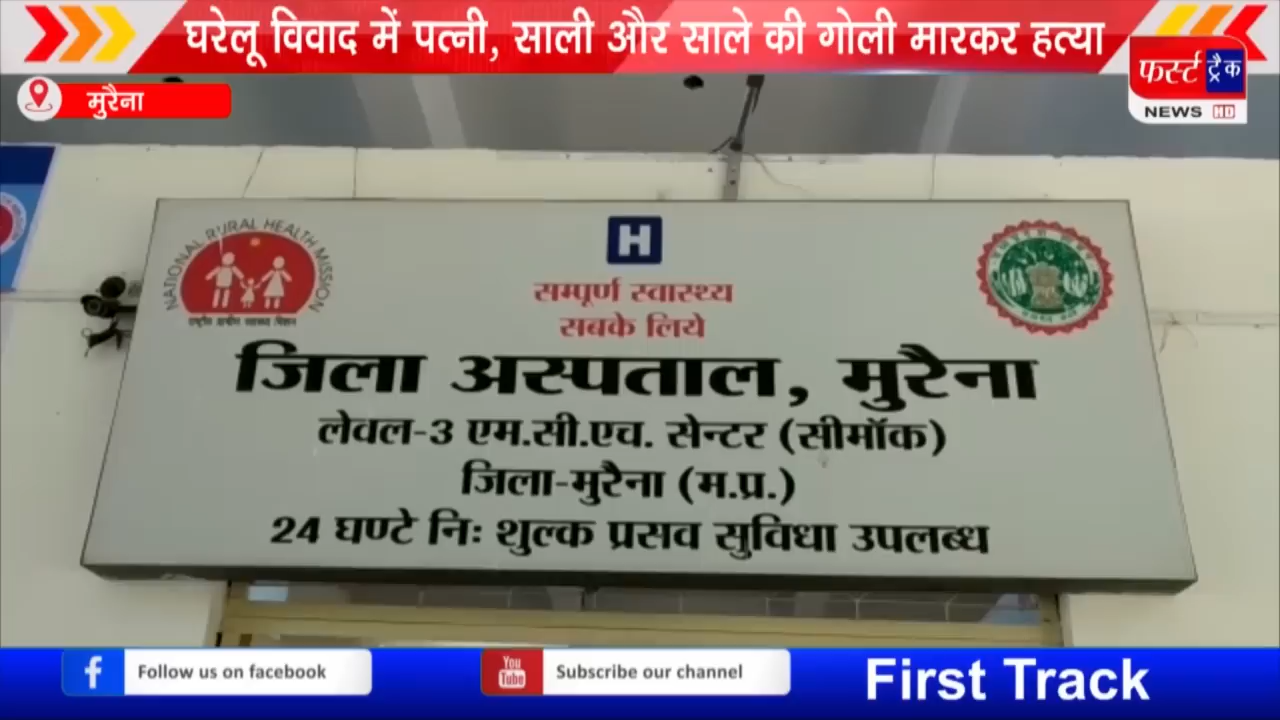 घरेलू विवाद में पत्नी, साली और साले की गोली मारकर हत्या
फर्स्ट ट्रैक
NEWS HD
मुरैना
NATIONAL RURAL HEALTH MISSION
राष्ट्रीय ग्रामीण स्वास्थ्य मिशन
H
सम्पूर्ण स्वास्थ्य
सबके लिये
जिला अस्पताल, मुरैना
लेवल-3 एम.सी.एच. सेन्टर (सीमॉक)
जिला-मुरैना (म.प्र.)
24 घण्टे निः शुल्क प्रसव सुविधा उपलब्ध
Follow us on facebook
You Tube
Subscribe our channel
First Track